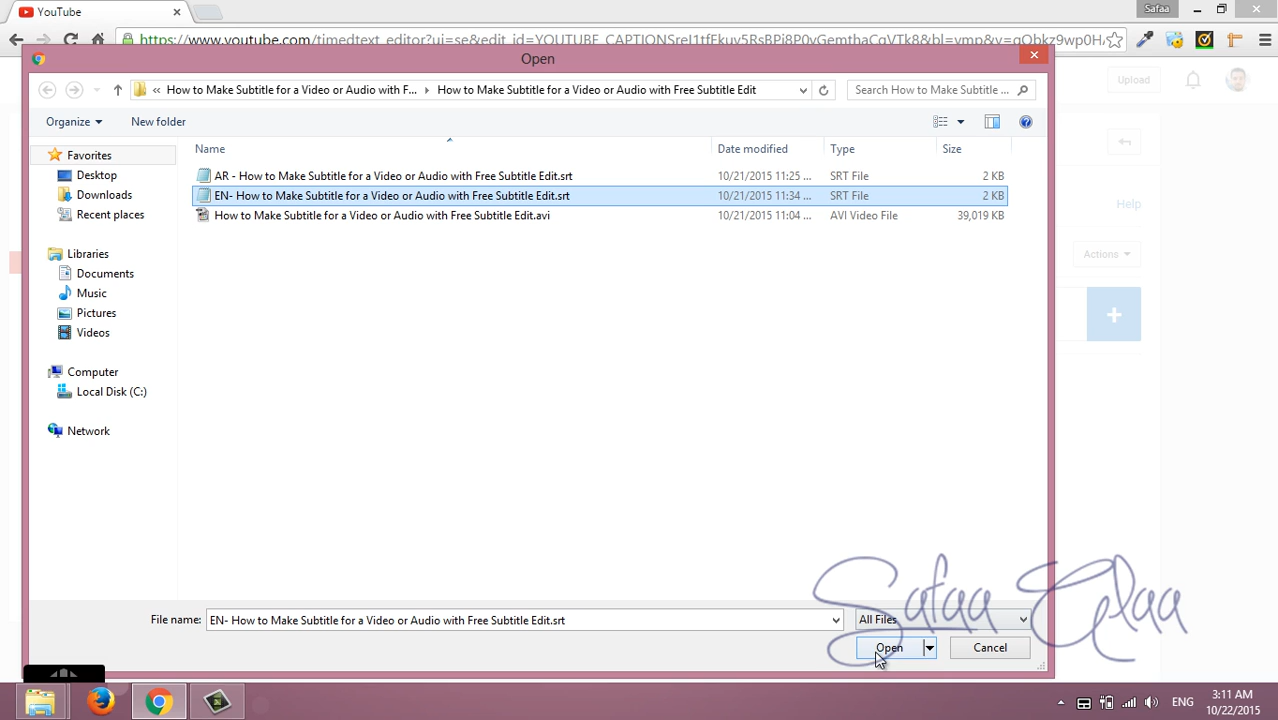 YouTube
Safaa
https://www.youtube.com/timedtext_editor?ui=se&edit_id=YOUTUBE_CAPTIONS
Open
Upload
« How to Make Subtitle for a Video or Audio with F... How to Make Subtitle for a Video or Audio with Free Subtitle Edit
Search How to Make Subtitle ...
Organize
New folder
Favorites
Desktop
Downloads
Recent places
Libraries
Documents
Music
Pictures
Videos
Computer
Local Disk (C:)
Network
Name Date modified Type Size
AR - How to Make Subtitle for a Video or Audio with Free Subtitle Edit.srt 10/21/2015 11:25 ... SRT File 2 KB
EN- How to Make Subtitle for a Video or Audio with Free Subtitle Edit.srt 10/21/2015 11:34 ... SRT File 2 KB
How to Make Subtitle for a Video or Audio with Free Subtitle Edit.avi 10/21/2015 11:04 ... AVI Video File 39,019 KB
Help
Actions
File name: EN- How to Make Subtitle for a Video or Audio with Free Subtitle Edit.srt
All Files
Open
Cancel
Safaa
ENG
3:11 AM
10/22/2015